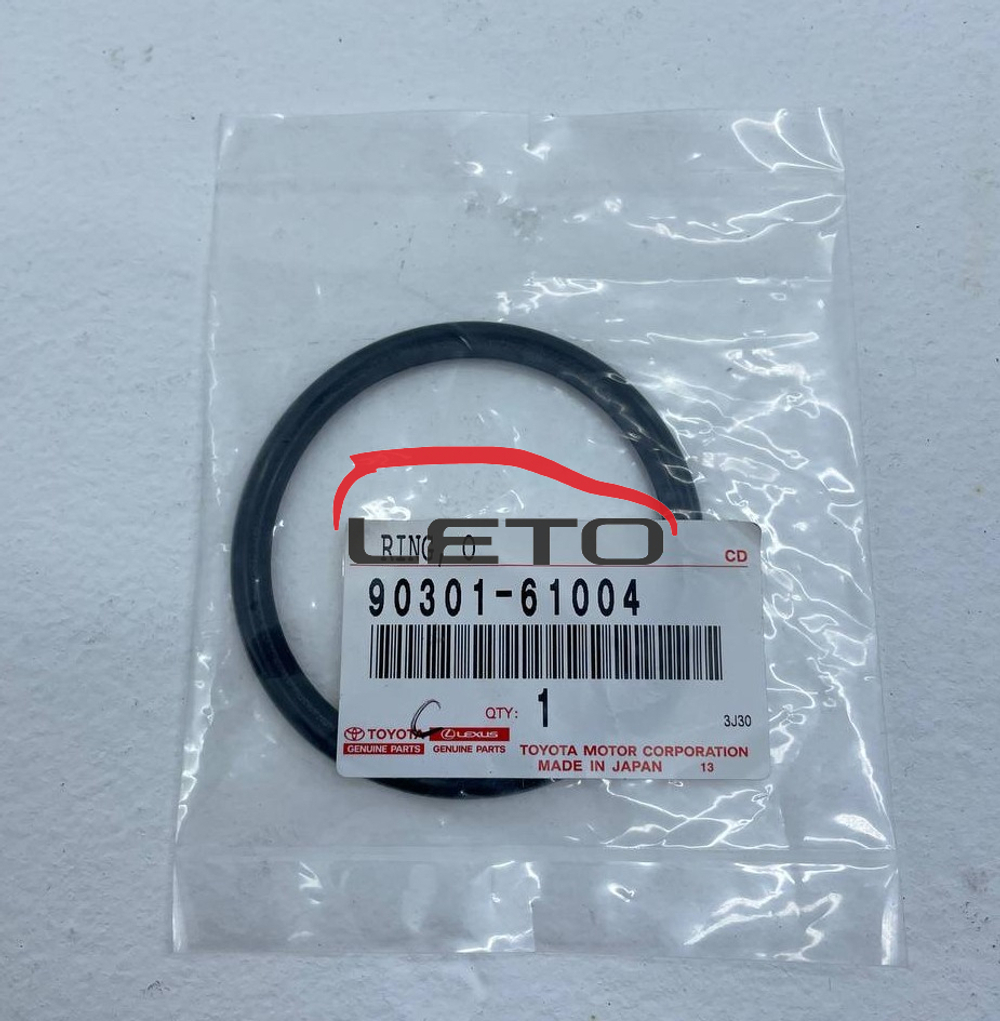 LETO
RING, O
CD
90301-61004
QTY: 1
C
3J30
TOYOTA LEXUS
GENUINE PARTS GENUINE PARTS
TOYOTA MOTOR CORPORATION
MADE IN JAPAN 13